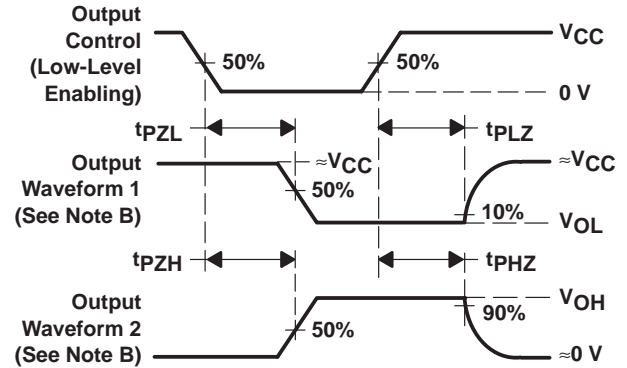 Output
Control
(Low-Level
Enabling)
50%
50%
VCC
0 V
tPZL
tPLZ
Output
Waveform 1
(See Note B)
≈VCC
50%
10%
≈VCC
VOL
tPZH
tPHZ
Output
Waveform 2
(See Note B)
50%
90%
VOH
≈0 V